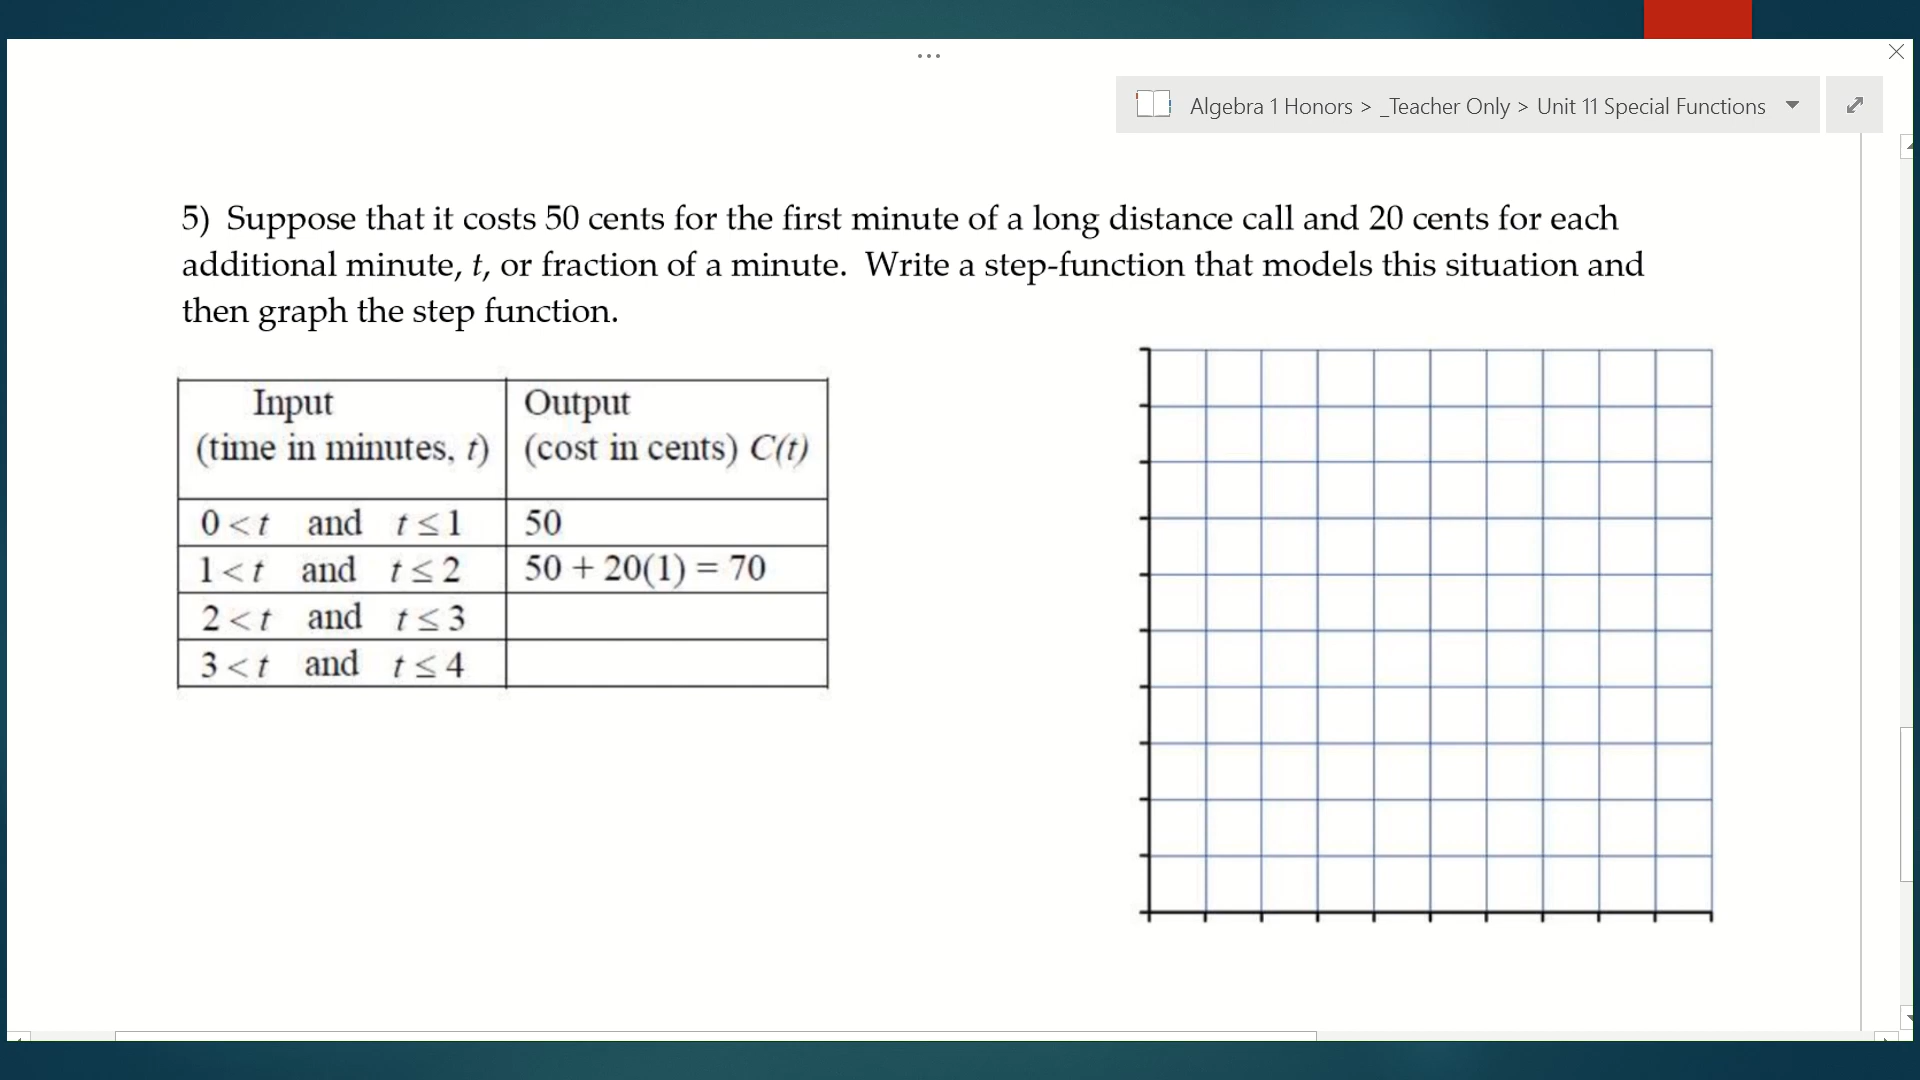 ...
Algebra 1 Honors > _Teacher Only > Unit 11 Special Functions
5) Suppose that it costs 50 cents for the first minute of a long distance call and 20 cents for each
additional minute, t, or fraction of a minute. Write a step-function that models this situation and
then graph the step function.
Input
(time in minutes, t)
Output
(cost in cents) C(t)
0 < t and t ≤ 1 50
1 < t and t ≤ 2 50 + 20(1) = 70
2 < t and t ≤ 3
3 < t and t ≤ 4